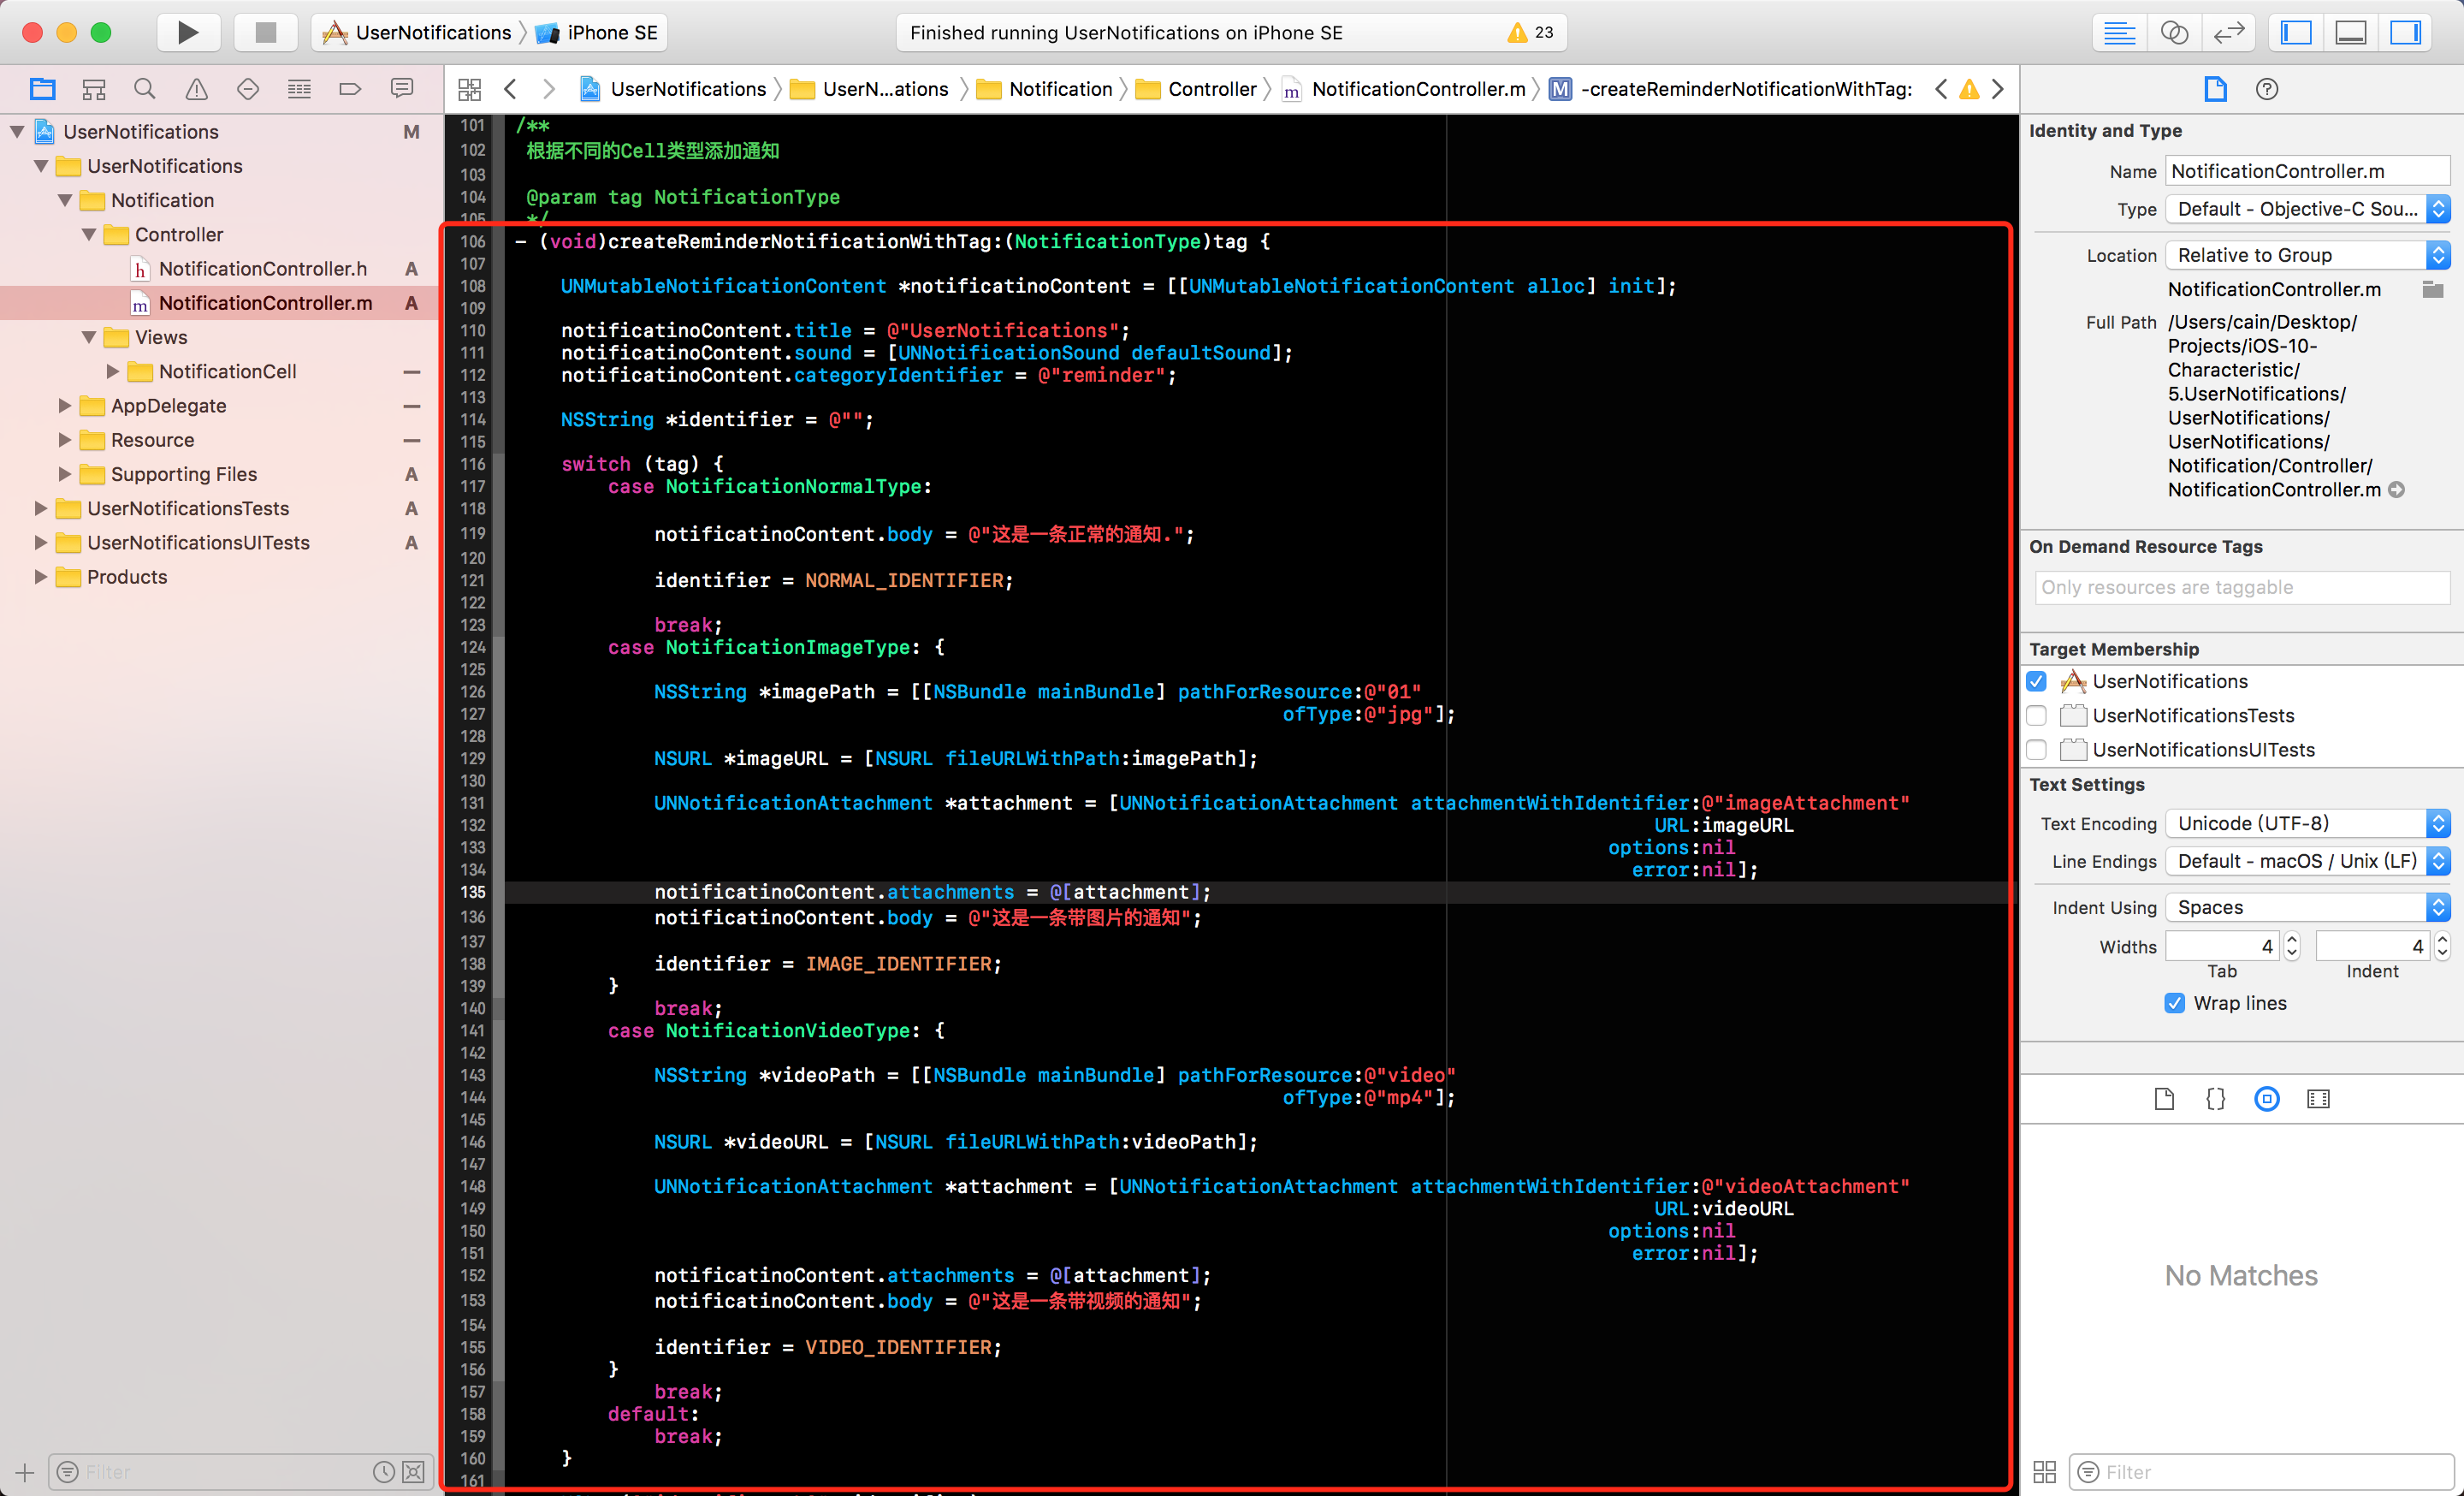 UserNotifications
iPhone SE
Finished running UserNotifications on iPhone SE
23
UserNotifications
UserN...ations
Notification
Controller
m NotificationController.m
M -createReminderNotificationWithTag:
UserNotifications M
UserNotifications
Notification
Controller
h NotificationController.h A
m NotificationController.m A
Views
NotificationCell
AppDelegate
Resource
Supporting Files A
UserNotificationsTests A
UserNotificationsUITests A
Products
Filter
101 /**
102 根据不同的Cell类型添加通知
103
104 @param tag NotificationType
105 */
106 - (void)createReminderNotificationWithTag:(NotificationType)tag {
107
108 UNMutableNotificationContent *notificatinoContent = [[UNMutableNotificationContent alloc] init];
109
110 notificatinoContent.title = @"UserNotifications";
111 notificatinoContent.sound = [UNNotificationSound defaultSound];
112 notificatinoContent.categoryIdentifier = @"reminder";
113
114 NSString *identifier = @"";
115
116 switch (tag) {
117 case NotificationNormalType:
118
119 notificatinoContent.body = @"这是一条正常的通知.";
120
121 identifier = NORMAL_IDENTIFIER;
122
123 break;
124 case NotificationImageType: {
125
126 NSString *imagePath = [[NSBundle mainBundle] pathForResource:@"01"
127 ofType:@"jpg"];
128
129 NSURL *imageURL = [NSURL fileURLWithPath:imagePath];
130
131 UNNotificationAttachment *attachment = [UNNotificationAttachment attachmentWithIdentifier:@"imageAttachment"
132 URL:imageURL
133 options:nil
134 error:nil];
135 notificatinoContent.attachments = @[attachment];
136 notificatinoContent.body = @"这是一条带图片的通知";
137
138 identifier = IMAGE_IDENTIFIER;
139 }
140 break;
141 case NotificationVideoType: {
142
143 NSString *videoPath = [[NSBundle mainBundle] pathForResource:@"video"
144 ofType:@"mp4"];
145
146 NSURL *videoURL = [NSURL fileURLWithPath:videoPath];
147
148 UNNotificationAttachment *attachment = [UNNotificationAttachment attachmentWithIdentifier:@"videoAttachment"
149 URL:videoURL
150 options:nil
151 error:nil];
152 notificatinoContent.attachments = @[attachment];
153 notificatinoContent.body = @"这是一条带视频的通知";
154
155 identifier = VIDEO_IDENTIFIER;
156 }
157 break;
158 default:
159 break;
160 }
161
Identity and Type
Name NotificationController.m
Type Default - Objective-C Sou...
Location Relative to Group
NotificationController.m
Full Path /Users/cain/Desktop/
Projects/iOS-10-
Characteristic/
5.UserNotifications/
UserNotifications/
UserNotifications/
Notification/Controller/
NotificationController.m
On Demand Resource Tags
Only resources are taggable
Target Membership
UserNotifications
UserNotificationsTests
UserNotificationsUITests
Text Settings
Text Encoding Unicode (UTF-8)
Line Endings Default - macOS / Unix (LF)
Indent Using Spaces
Widths 4 4
Tab Indent
Wrap lines
{}
No Matches
Filter